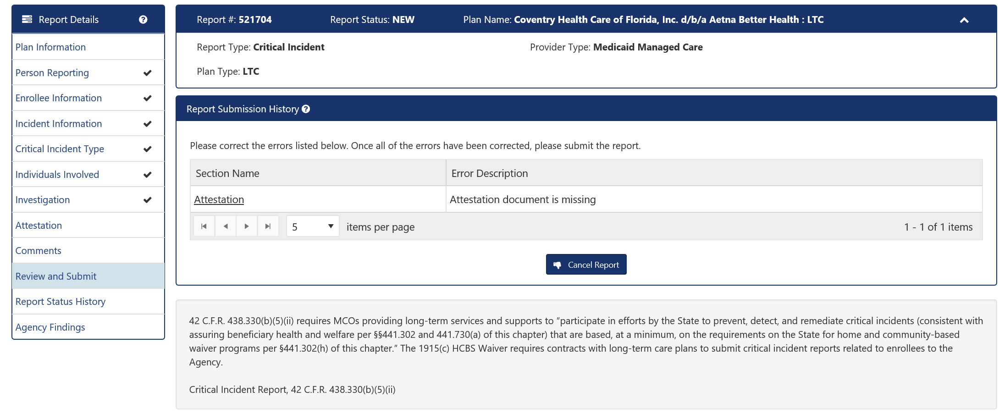 Report Details
Plan Information
Person Reporting
Enrollee Information
Incident Information
Critical Incident Type
Individuals Involved
Investigation
Attestation
Comments
Review and Submit
Report Status History
Agency Findings
Report #: 521704 Report Status: NEW Plan Name: Coventry Health Care of Florida, Inc. d/b/a Aetna Better Health : LTC
Report Type: Critical Incident Provider Type: Medicaid Managed Care
Plan Type: LTC
Report Submission History
Please correct the errors listed below. Once all of the errors have been corrected, please submit the report.
Section Name Error Description
Attestation Attestation document is missing
5 items per page 1 - 1 of 1 items
Cancel Report
42 C.F.R. 438.330(b)(5)(ii) requires MCOs providing long-term services and supports to “participate in efforts by the State to prevent, detect, and remediate critical incidents (consistent with
assuring beneficiary health and welfare per §§441.302 and 441.730(a) of this chapter) that are based, at a minimum, on the requirements on the State for home and community-based
waiver programs per §441.302(h) of this chapter.” The 1915(c) HCBS Waiver requires contracts with long-term care plans to submit critical incident reports related to enrollees to the
Agency.
Critical Incident Report, 42 C.F.R. 438.330(b)(5)(ii)